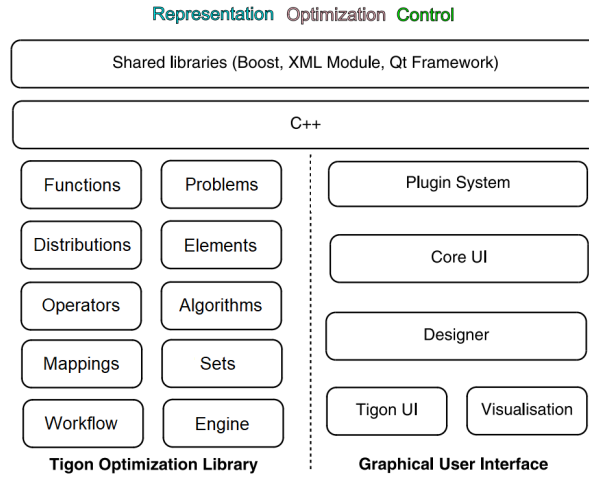 Representation Optimization Control
Shared libraries (Boost, XML Module, Qt Framework)
C++
Functions Problems Plugin System
Distributions Elements Core UI
Operators Algorithms Designer
Mappings Sets
Workflow Engine Tigon UI Visualisation
Tigon Optimization Library Graphical User Interface